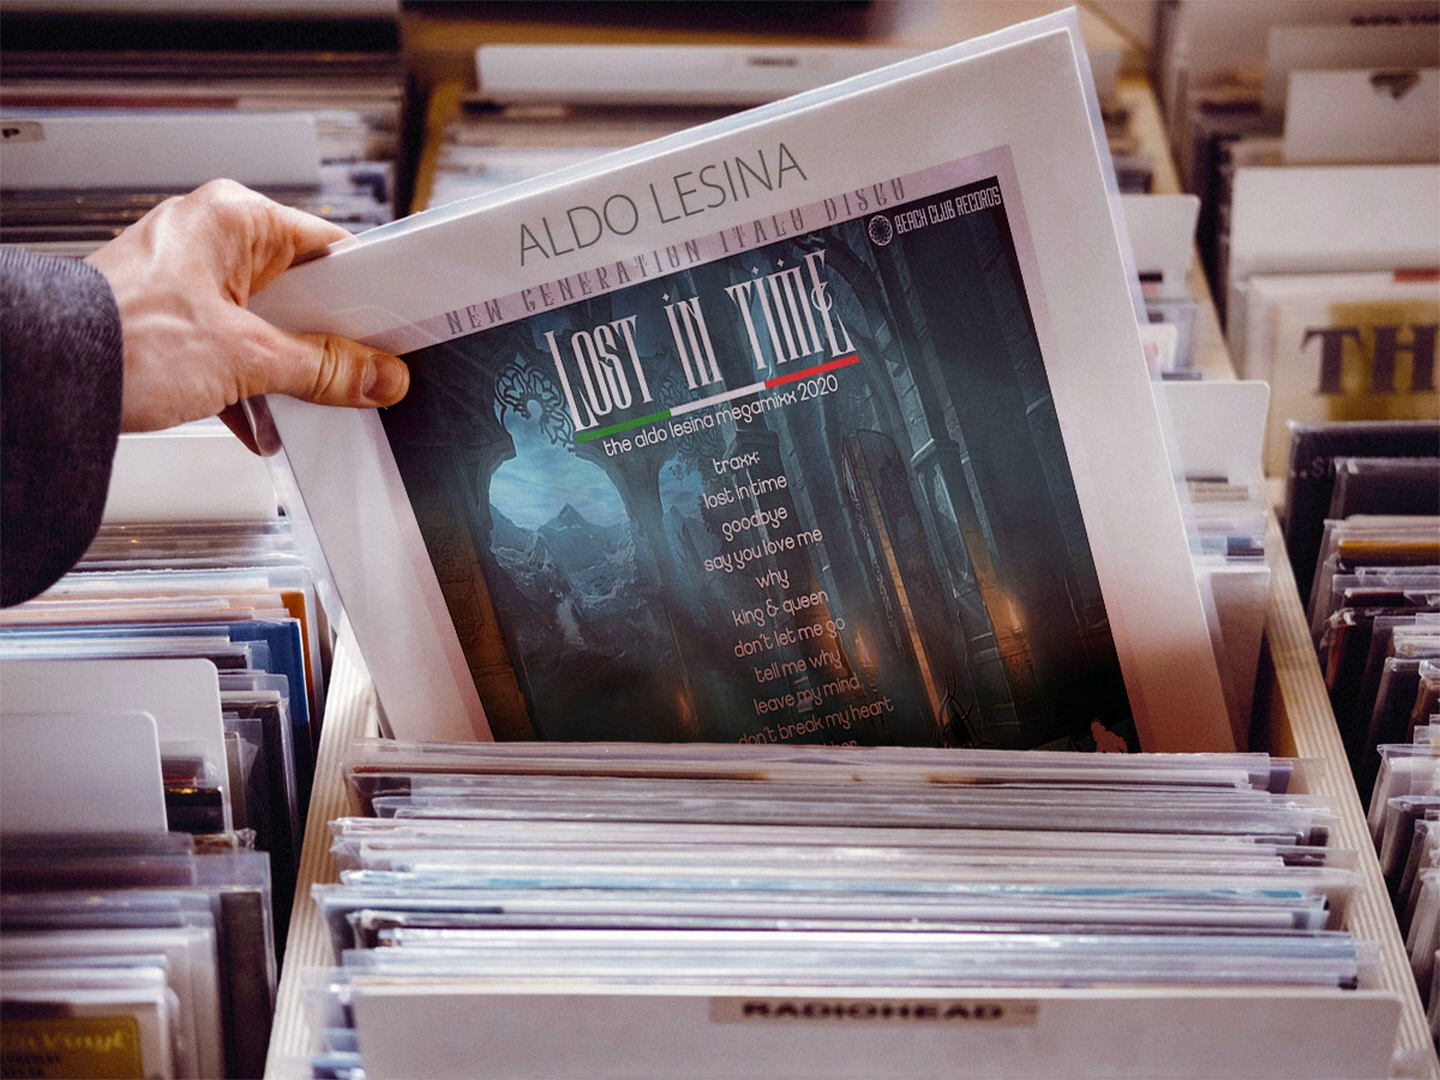 P
ALDO LESINA
NEW GENERATION ITALO DISCO
BEACH CLUB RECORDS
LOST IN TIME
the aldo lesina megamixx 2020
traxx:
lost in time
goodbye
say you love me
why
king & queen
don't let me go
tell me why
leave my mind
don't break my heart
TH
RADIOHEAD
Vinyl